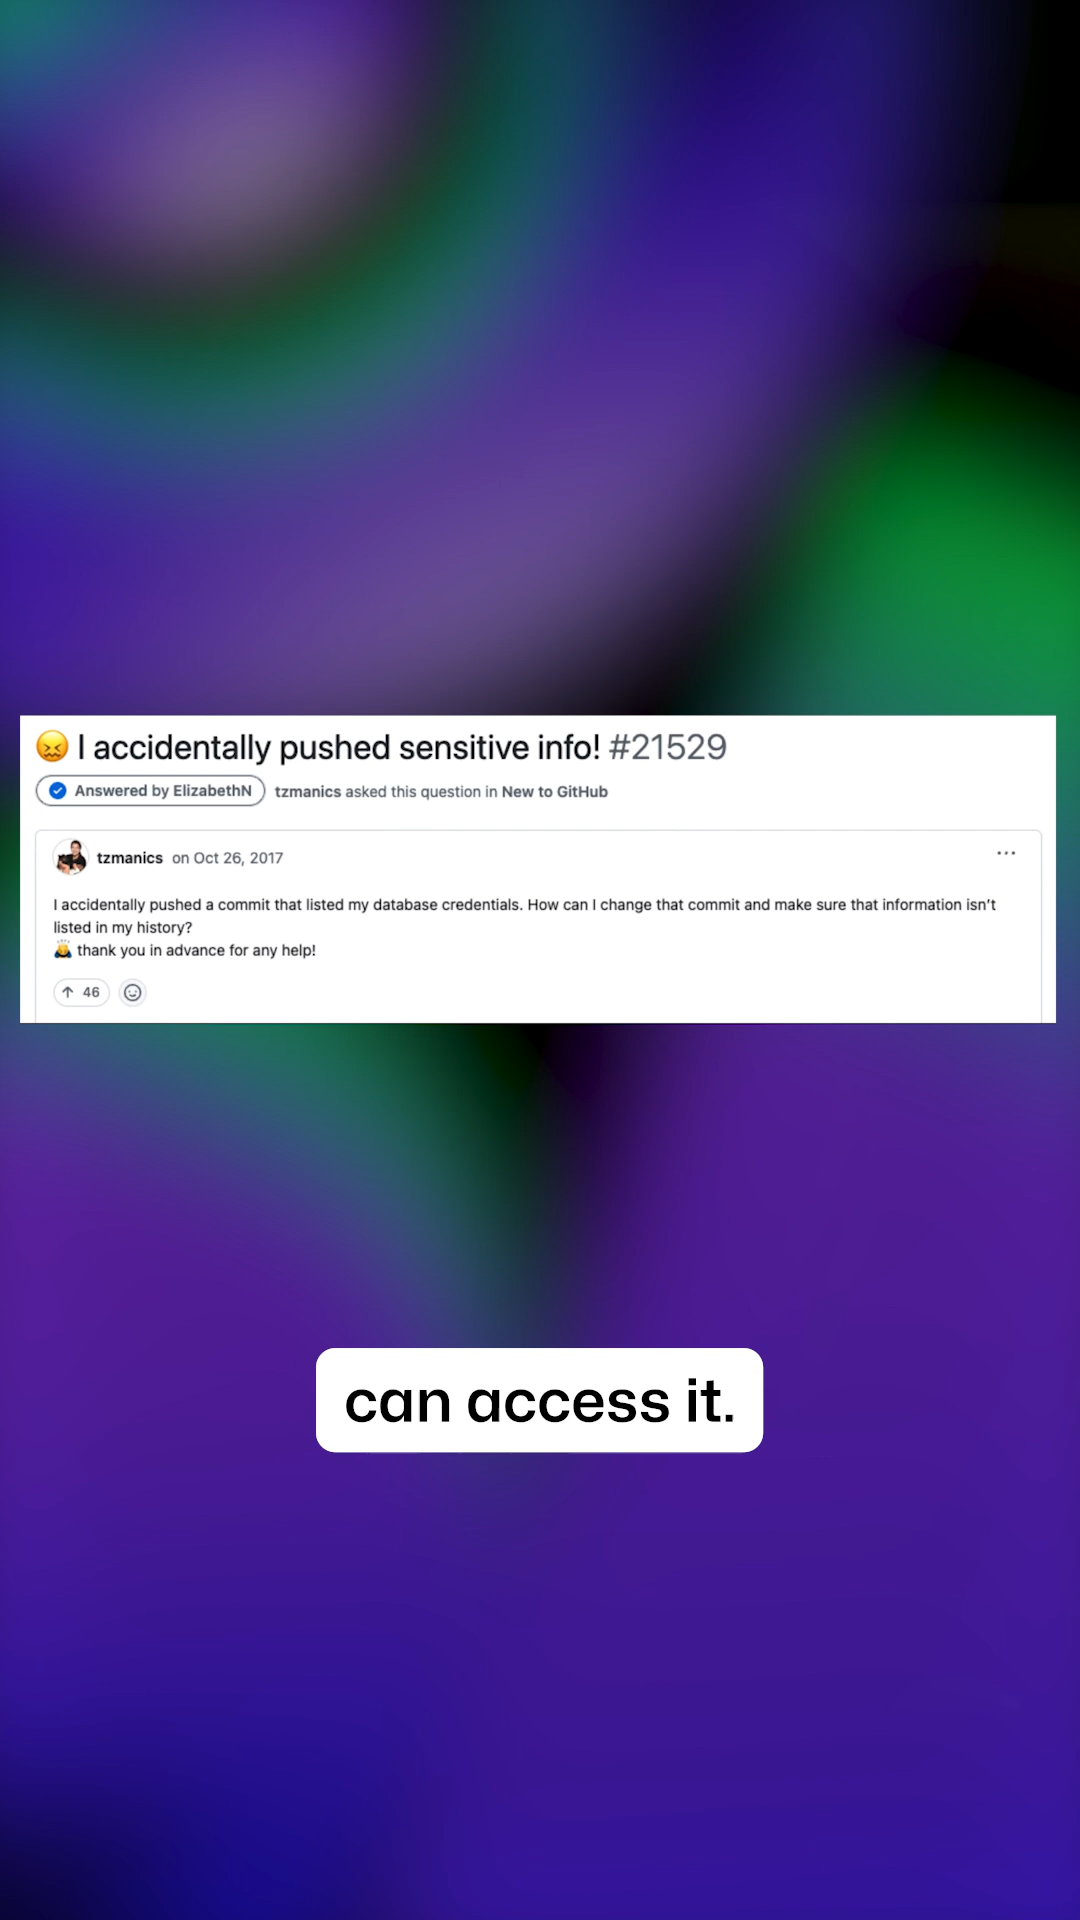 😖 I accidentally pushed sensitive info! #21529
Answered by ElizabethN tzmanics asked this question in New to GitHub
tzmanics on Oct 26, 2017
I accidentally pushed a commit that listed my database credentials. How can I change that commit and make sure that information isn’t
listed in my history?
🙇 thank you in advance for any help!
↑ 46
can access it.